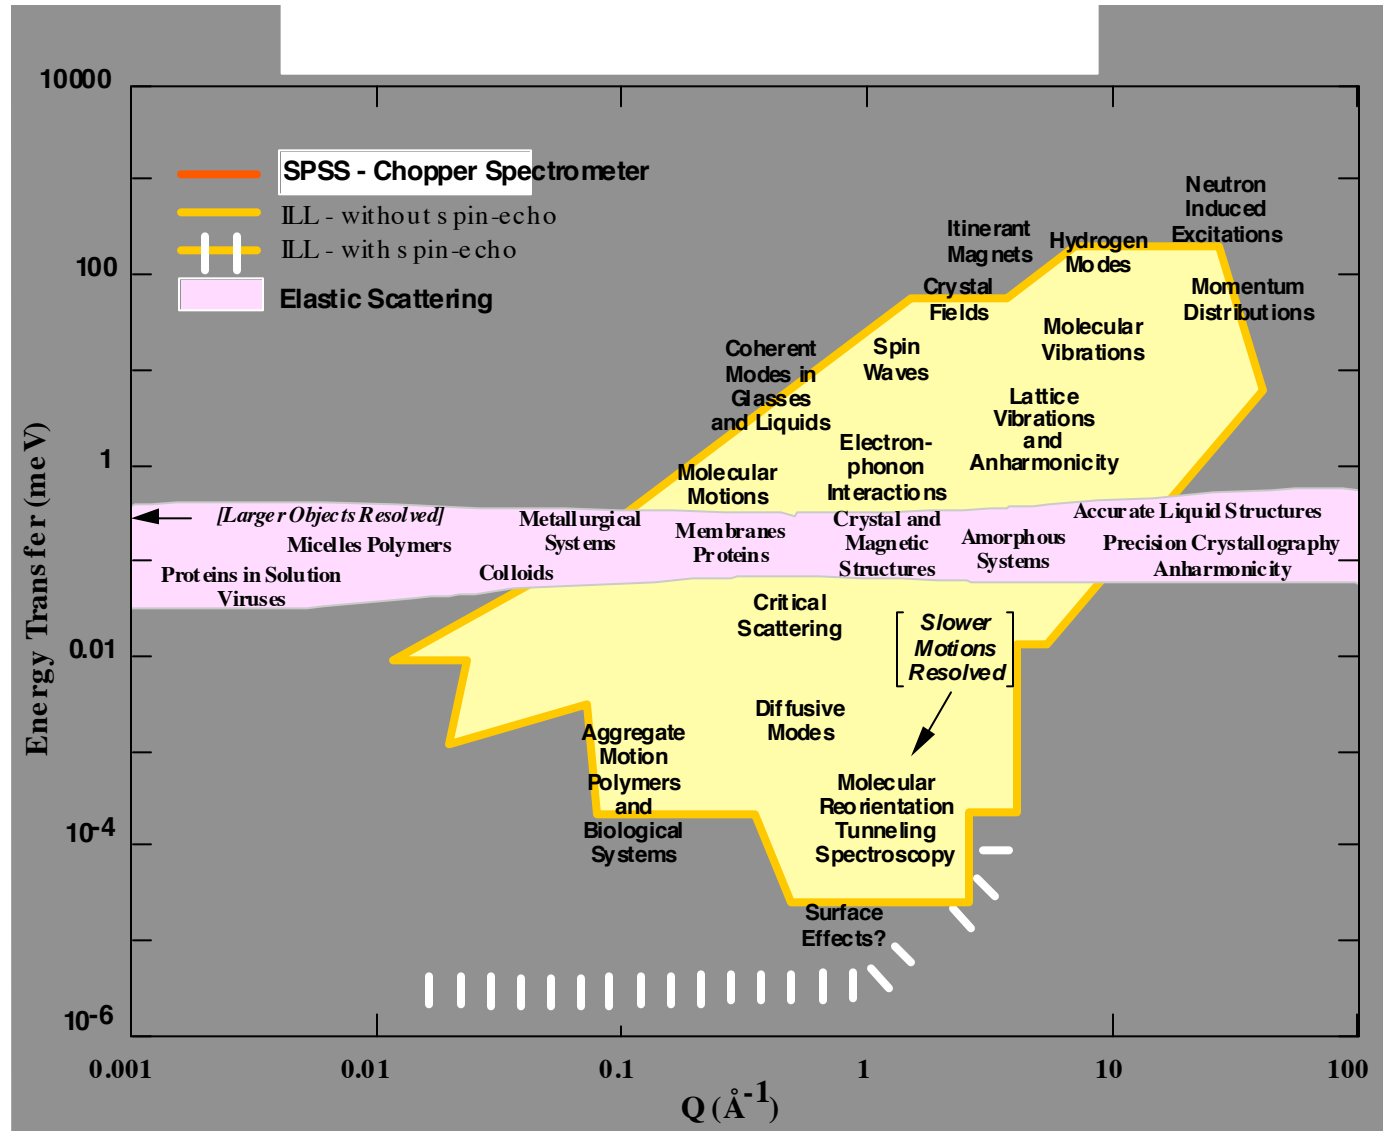 10000
100
1
0.01
10-4
10-6
Energy Transfer (meV)
SPSS - Chopper Spectrometer
ILL - without spin-echo
ILL - with spin-echo
Elastic Scattering
Neutron
Induced
Excitations
Itinerant
Magnets
Hydrogen
Modes
Crystal
Fields
Momentum
Distributions
Molecular
Vibrations
Spin
Waves
Coherent
Modes in
Glasses
and Liquids
Lattice
Vibrations
and
Anharmonicity
Electron-
phonon
Interactions
Molecular
Motions
[Larger Objects Resolved]
Micelles Polymers
Proteins in Solution
Viruses
Metallurgical
Systems
Colloids
Membranes
Proteins
Crystal and
Magnetic
Structures
Amorphous
Systems
Accurate Liquid Structures
Precision Crystallography
Anharmonicity
Critical
Scattering
Slower
Motions
Resolved
Diffusive
Modes
Aggregate
Motion
Polymers
and
Biological
Systems
Molecular
Reorientation
Tunneling
Spectroscopy
Surface
Effects?
0.001
0.01
0.1
1
10
100
Q (Å-1)